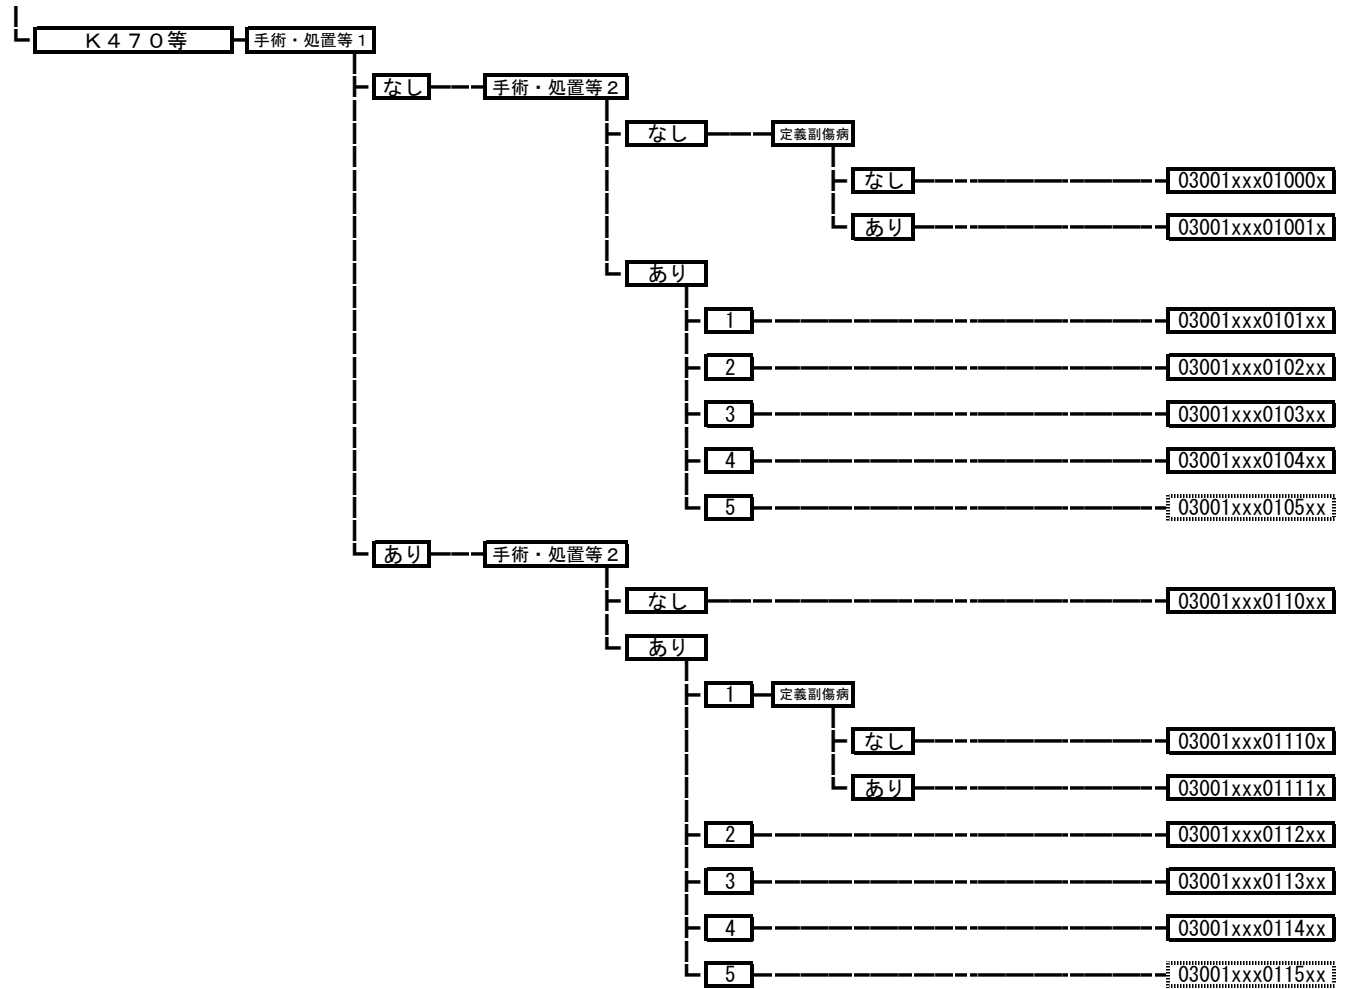 Ｋ４７０等 手術・処置等１
なし 手術・処置等２
なし 定義副傷病
なし 03001xxx01000x
あり 03001xxx01001x
あり
1 03001xxx0101xx
2 03001xxx0102xx
3 03001xxx0103xx
4 03001xxx0104xx
5 03001xxx0105xx
あり 手術・処置等２
なし 03001xxx0110xx
あり
1 定義副傷病
なし 03001xxx01110x
あり 03001xxx01111x
2 03001xxx0112xx
3 03001xxx0113xx
4 03001xxx0114xx
5 03001xxx0115xx